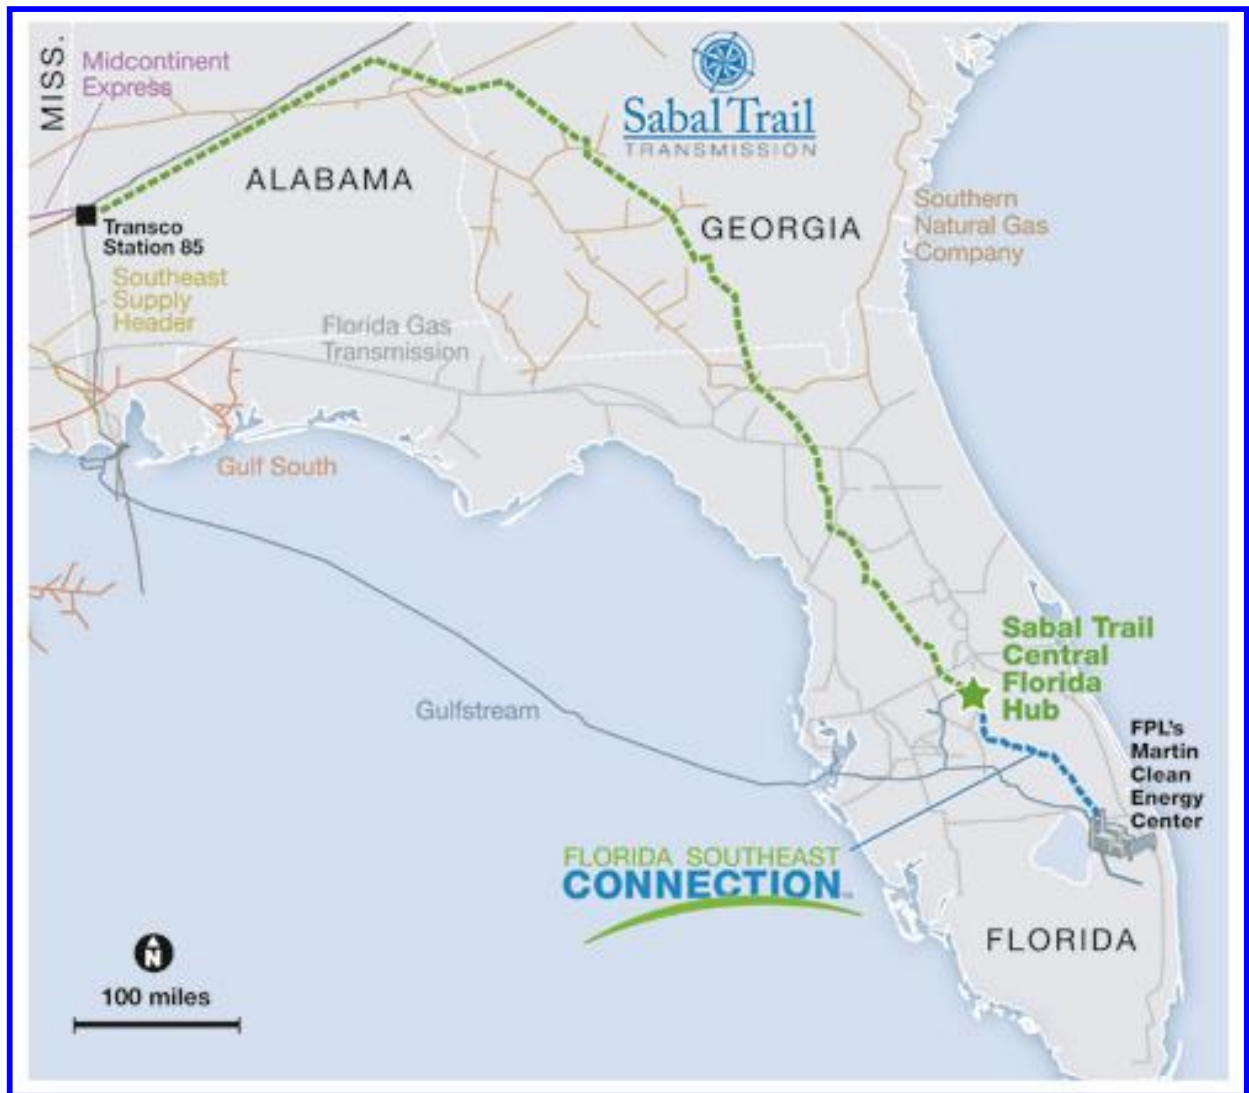 MISS.
Midcontinent
Express
Sabal Trail
TRANSMISSION
ALABAMA
Transco
Station 85
GEORGIA
Southern
Natural Gas
Company
Southeast
Supply
Header
Florida Gas
Transmission
Gulf South
Sabal Trail
Central
Florida
Hub
Gulfstream
FPL's
Martin
Clean
Energy
Center
FLORIDA SOUTHEAST
CONNECTION
FLORIDA
N
100 miles